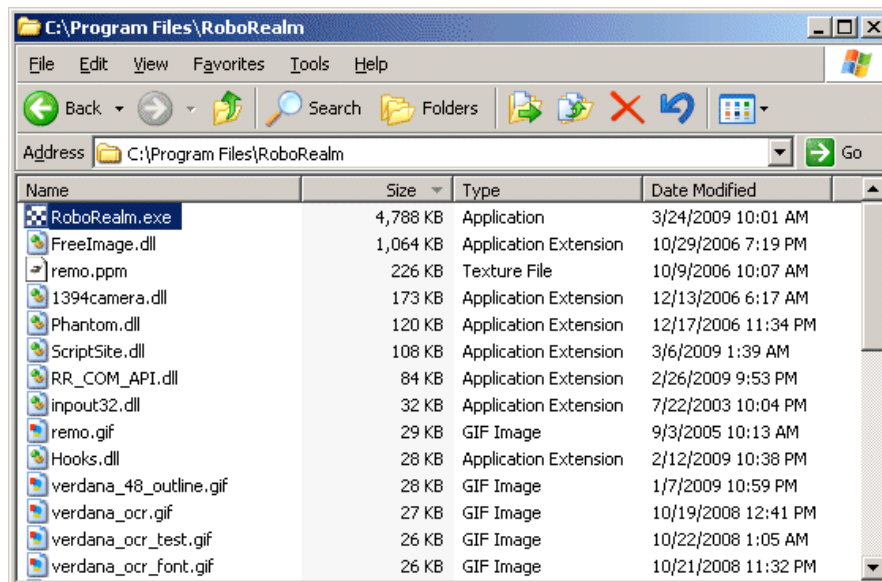 C:\Program Files\RoboRealm
File Edit View Favorites Tools Help
Back Search Folders
Address C:\Program Files\RoboRealm Go
Name Size Type Date Modified
RoboRealm.exe 4,788 KB Application 3/24/2009 10:01 AM
FreeImage.dll 1,064 KB Application Extension 10/29/2006 7:19 PM
remo.ppm 226 KB Texture File 10/9/2006 10:07 AM
1394camera.dll 173 KB Application Extension 12/13/2006 6:17 AM
Phantom.dll 120 KB Application Extension 12/17/2006 11:34 PM
ScriptSite.dll 108 KB Application Extension 3/6/2009 1:39 AM
RR_COM_API.dll 84 KB Application Extension 2/26/2009 9:53 PM
inpout32.dll 32 KB Application Extension 7/22/2003 10:04 PM
remo.gif 29 KB GIF Image 9/3/2005 10:13 AM
Hooks.dll 28 KB Application Extension 2/12/2009 10:38 PM
verdana_48_outline.gif 28 KB GIF Image 1/7/2009 10:59 PM
verdana_ocr.gif 27 KB GIF Image 10/19/2008 12:41 PM
verdana_ocr_test.gif 26 KB GIF Image 10/22/2008 1:05 AM
verdana_ocr_font.gif 26 KB GIF Image 10/21/2008 11:32 PM